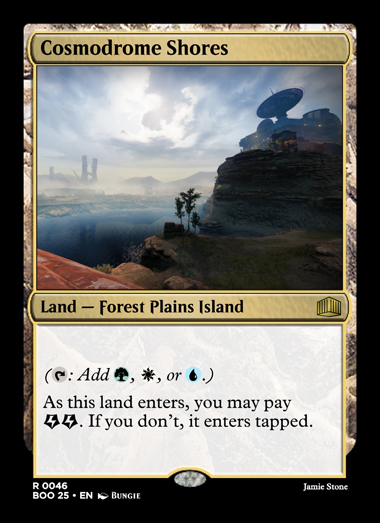 Cosmodrome Shores
Land — Forest Plains Island
(: Add , , or .)
As this land enters, you may pay
. If you don't, it enters tapped.
R 0046
BOO 25 • EN Bungie
Jamie Stone